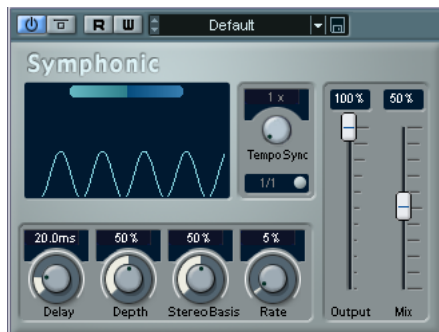 R W Default
Symphonic
1 x
100 % 50 %
Tempo Sync
1/1
20.0ms 50 % 50 % 5 %
Delay Depth Stereo Basis Rate Output Mix